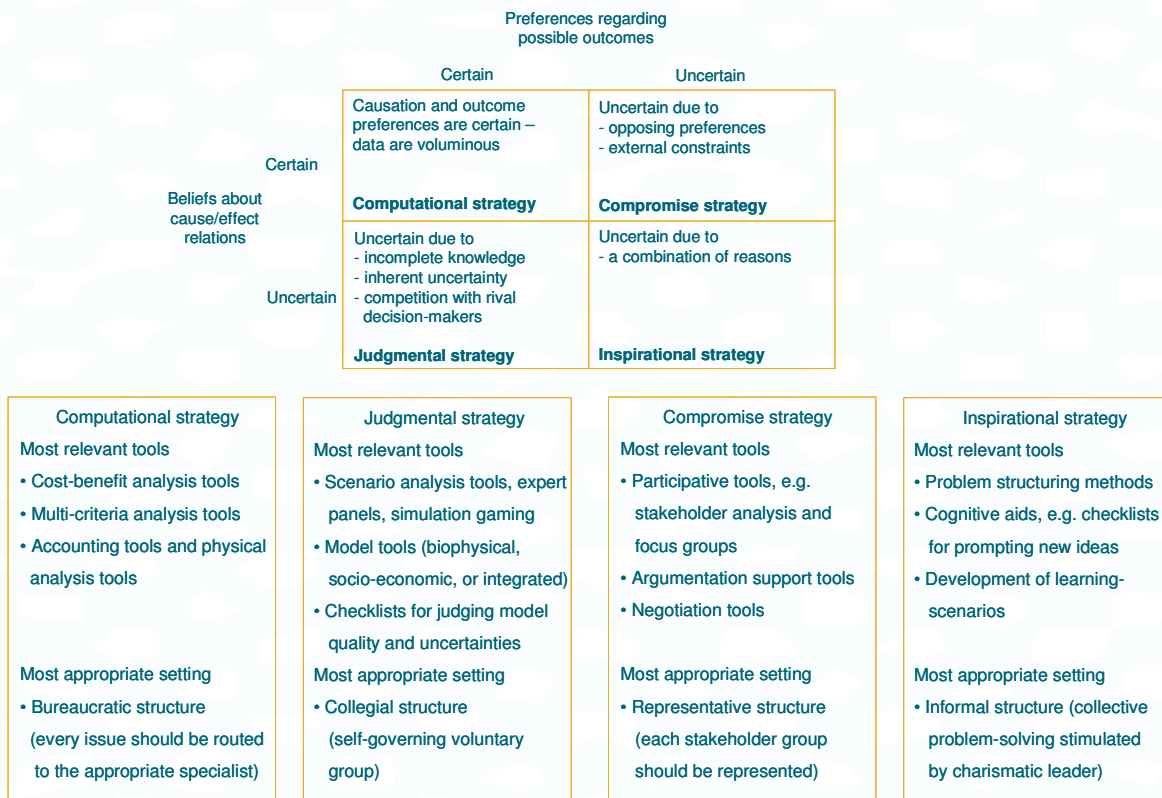 Preferences regarding
possible outcomes
Certain
Uncertain
Causation and outcome
preferences are certain –
data are voluminous
Computational strategy
Uncertain due to
- opposing preferences
- external constraints
Compromise strategy
Certain
Beliefs about
cause/effect
relations
Uncertain
Uncertain due to
- incomplete knowledge
- inherent uncertainty
- competition with rival
decision-makers
Judgmental strategy
Uncertain due to
- a combination of reasons
Inspirational strategy
Computational strategy
Most relevant tools
• Cost-benefit analysis tools
• Multi-criteria analysis tools
• Accounting tools and physical
analysis tools
Most appropriate setting
• Bureaucratic structure
(every issue should be routed
to the appropriate specialist)
Judgmental strategy
Most relevant tools
• Scenario analysis tools, expert
panels, simulation gaming
• Model tools (biophysical,
socio-economic, or integrated)
• Checklists for judging model
quality and uncertainties
Most appropriate setting
• Collegial structure
(self-governing voluntary
group)
Compromise strategy
Most relevant tools
• Participative tools, e.g.
stakeholder analysis and
focus groups
• Argumentation support tools
• Negotiation tools
Most appropriate setting
• Representative structure
(each stakeholder group
should be represented)
Inspirational strategy
Most relevant tools
• Problem structuring methods
• Cognitive aids, e.g. checklists
for prompting new ideas
• Development of learning-
scenarios
Most appropriate setting
• Informal structure (collective
problem-solving stimulated
by charismatic leader)